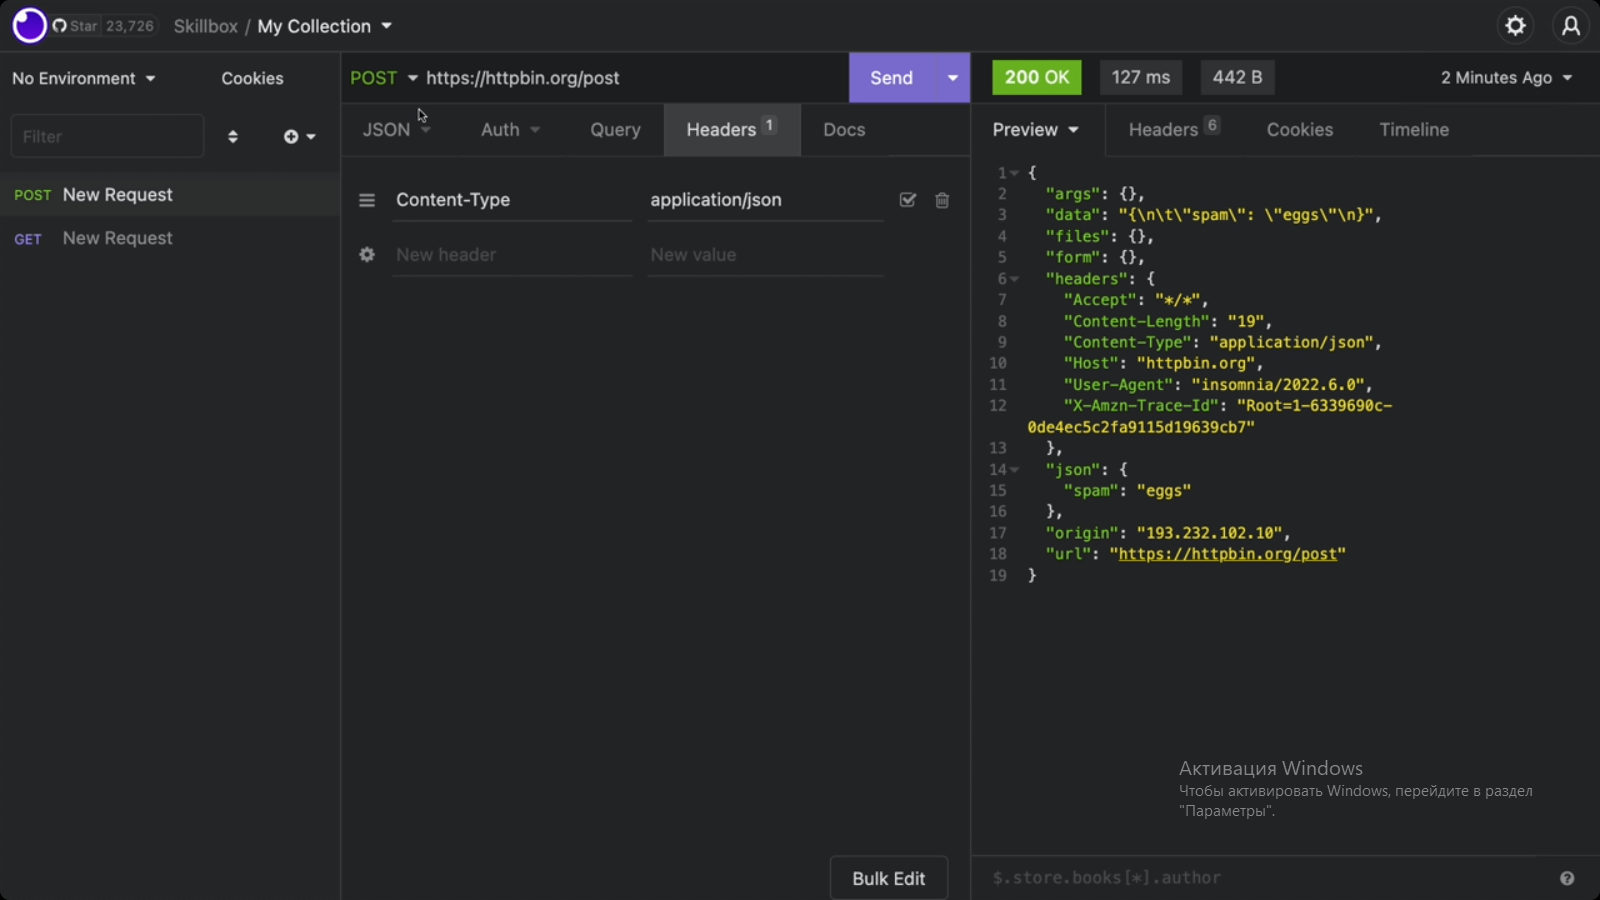 Star 23,726 Skillbox / My Collection
No Environment Cookies
Filter
POST New Request
GET New Request
POST https://httpbin.org/post Send
JSON Auth Query Headers 1 Docs
Content-Type application/json
New header New value
Bulk Edit
200 OK 127 ms 442 B 2 Minutes Ago
Preview Headers 6 Cookies Timeline
1 {
2 "args": {},
3 "data": "{\n\t\"spam\": \"eggs\"\n}",
4 "files": {},
5 "form": {},
6 "headers": {
7 "Accept": "*/*",
8 "Content-Length": "19",
9 "Content-Type": "application/json",
10 "Host": "httpbin.org",
11 "User-Agent": "insomnia/2022.6.0",
12 "X-Amzn-Trace-Id": "Root=1-6339690c-
0de4ec5c2fa9115d19639cb7"
13 },
14 "json": {
15 "spam": "eggs"
16 },
17 "origin": "193.232.102.10",
18 "url": "https://httpbin.org/post"
19 }
Активация Windows
Чтобы активировать Windows, перейдите в раздел
"Параметры".
$.store.books[*].author